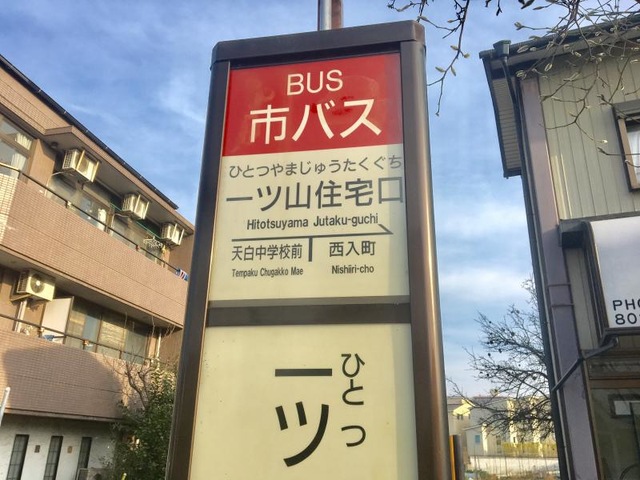 BUS
市バス
ひとつやまじゅうたくぐち
一ツ山住宅口
Hitotsuyama Jutaku-guchi
天白中学校前 西入町
Tempaku Chugakko Mae Nishiiri-cho
一ツ
ひとつ
PHO
80